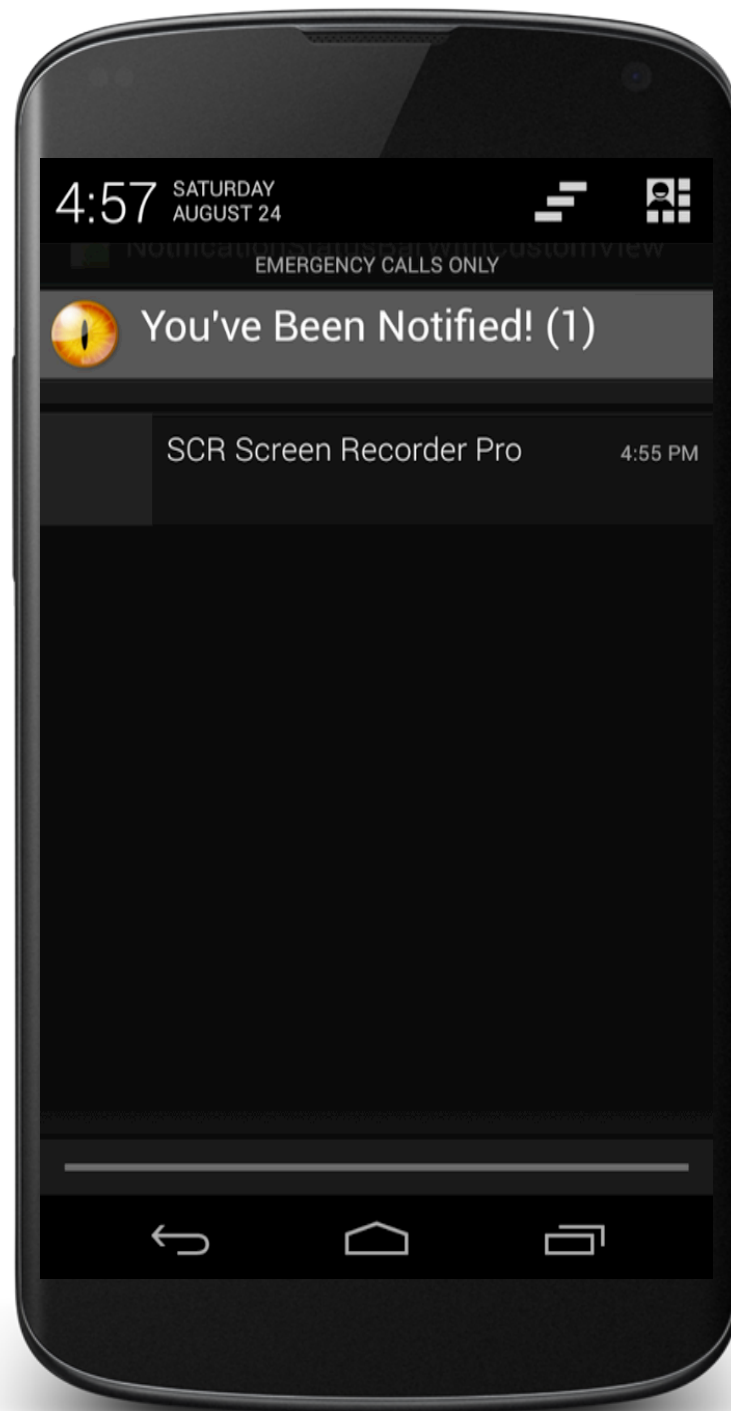 4:57 SATURDAY
AUGUST 24
NotificationStatusBarWithCustomView
EMERGENCY CALLS ONLY
You've Been Notified! (1)
SCR Screen Recorder Pro 4:55 PM